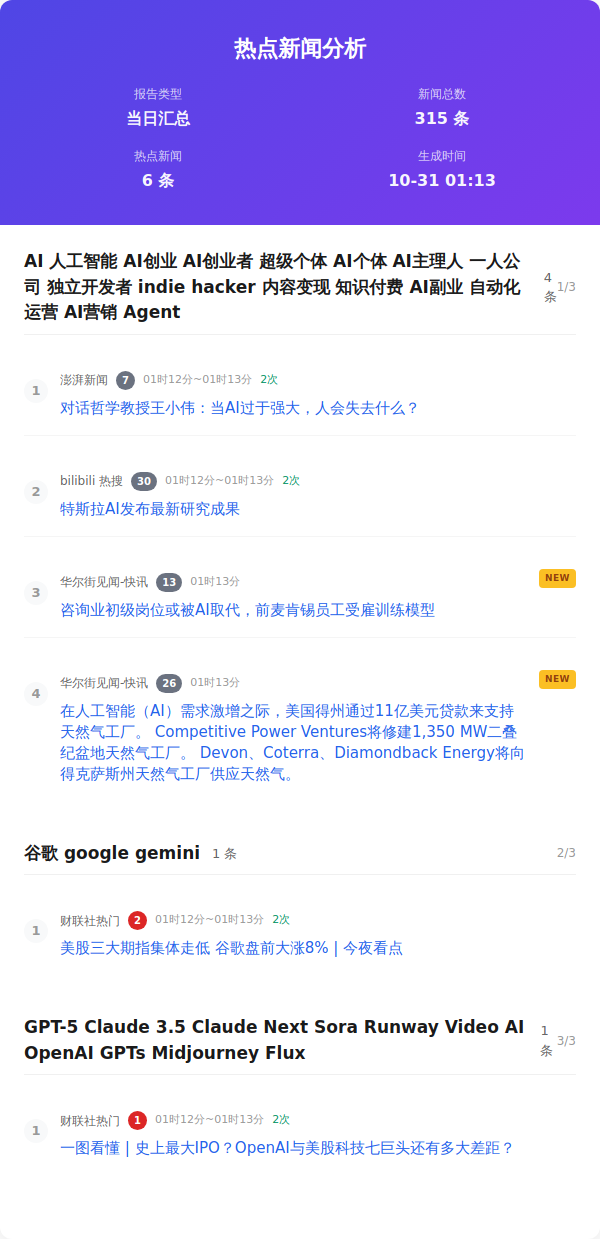 热点新闻分析
报告类型
新闻总数
当日汇总
315 条
热点新闻
生成时间
6 条
10-31 01:13
AI 人工智能 AI创业 AI创业者 超级个体 AI个体 AI主理人 一人公
司 独立开发者 indie hacker 内容变现 知识付费 AI副业 自动化
运营 AI营销 Agent
4
条
1/3
1
澎湃新闻 7 01时12分~01时13分 2次
对话哲学教授王小伟：当AI过于强大，人会失去什么？
2
bilibili 热搜 30 01时12分~01时13分 2次
特斯拉AI发布最新研究成果
3
华尔街见闻-快讯 13 01时13分
NEW
咨询业初级岗位或被AI取代，前麦肯锡员工受雇训练模型
4
华尔街见闻-快讯 26 01时13分
NEW
在人工智能（AI）需求激增之际，美国得州通过11亿美元贷款来支持
天然气工厂。 Competitive Power Ventures将修建1,350 MW二叠
纪盆地天然气工厂。 Devon、Coterra、Diamondback Energy将向
得克萨斯州天然气工厂供应天然气。
谷歌 google gemini 1 条 2/3
1
财联社热门 2 01时12分~01时13分 2次
美股三大期指集体走低 谷歌盘前大涨8% | 今夜看点
GPT-5 Claude 3.5 Claude Next Sora Runway Video AI
OpenAI GPTs Midjourney Flux
1
条
3/3
1
财联社热门 1 01时12分~01时13分 2次
一图看懂 | 史上最大IPO？OpenAI与美股科技七巨头还有多大差距？